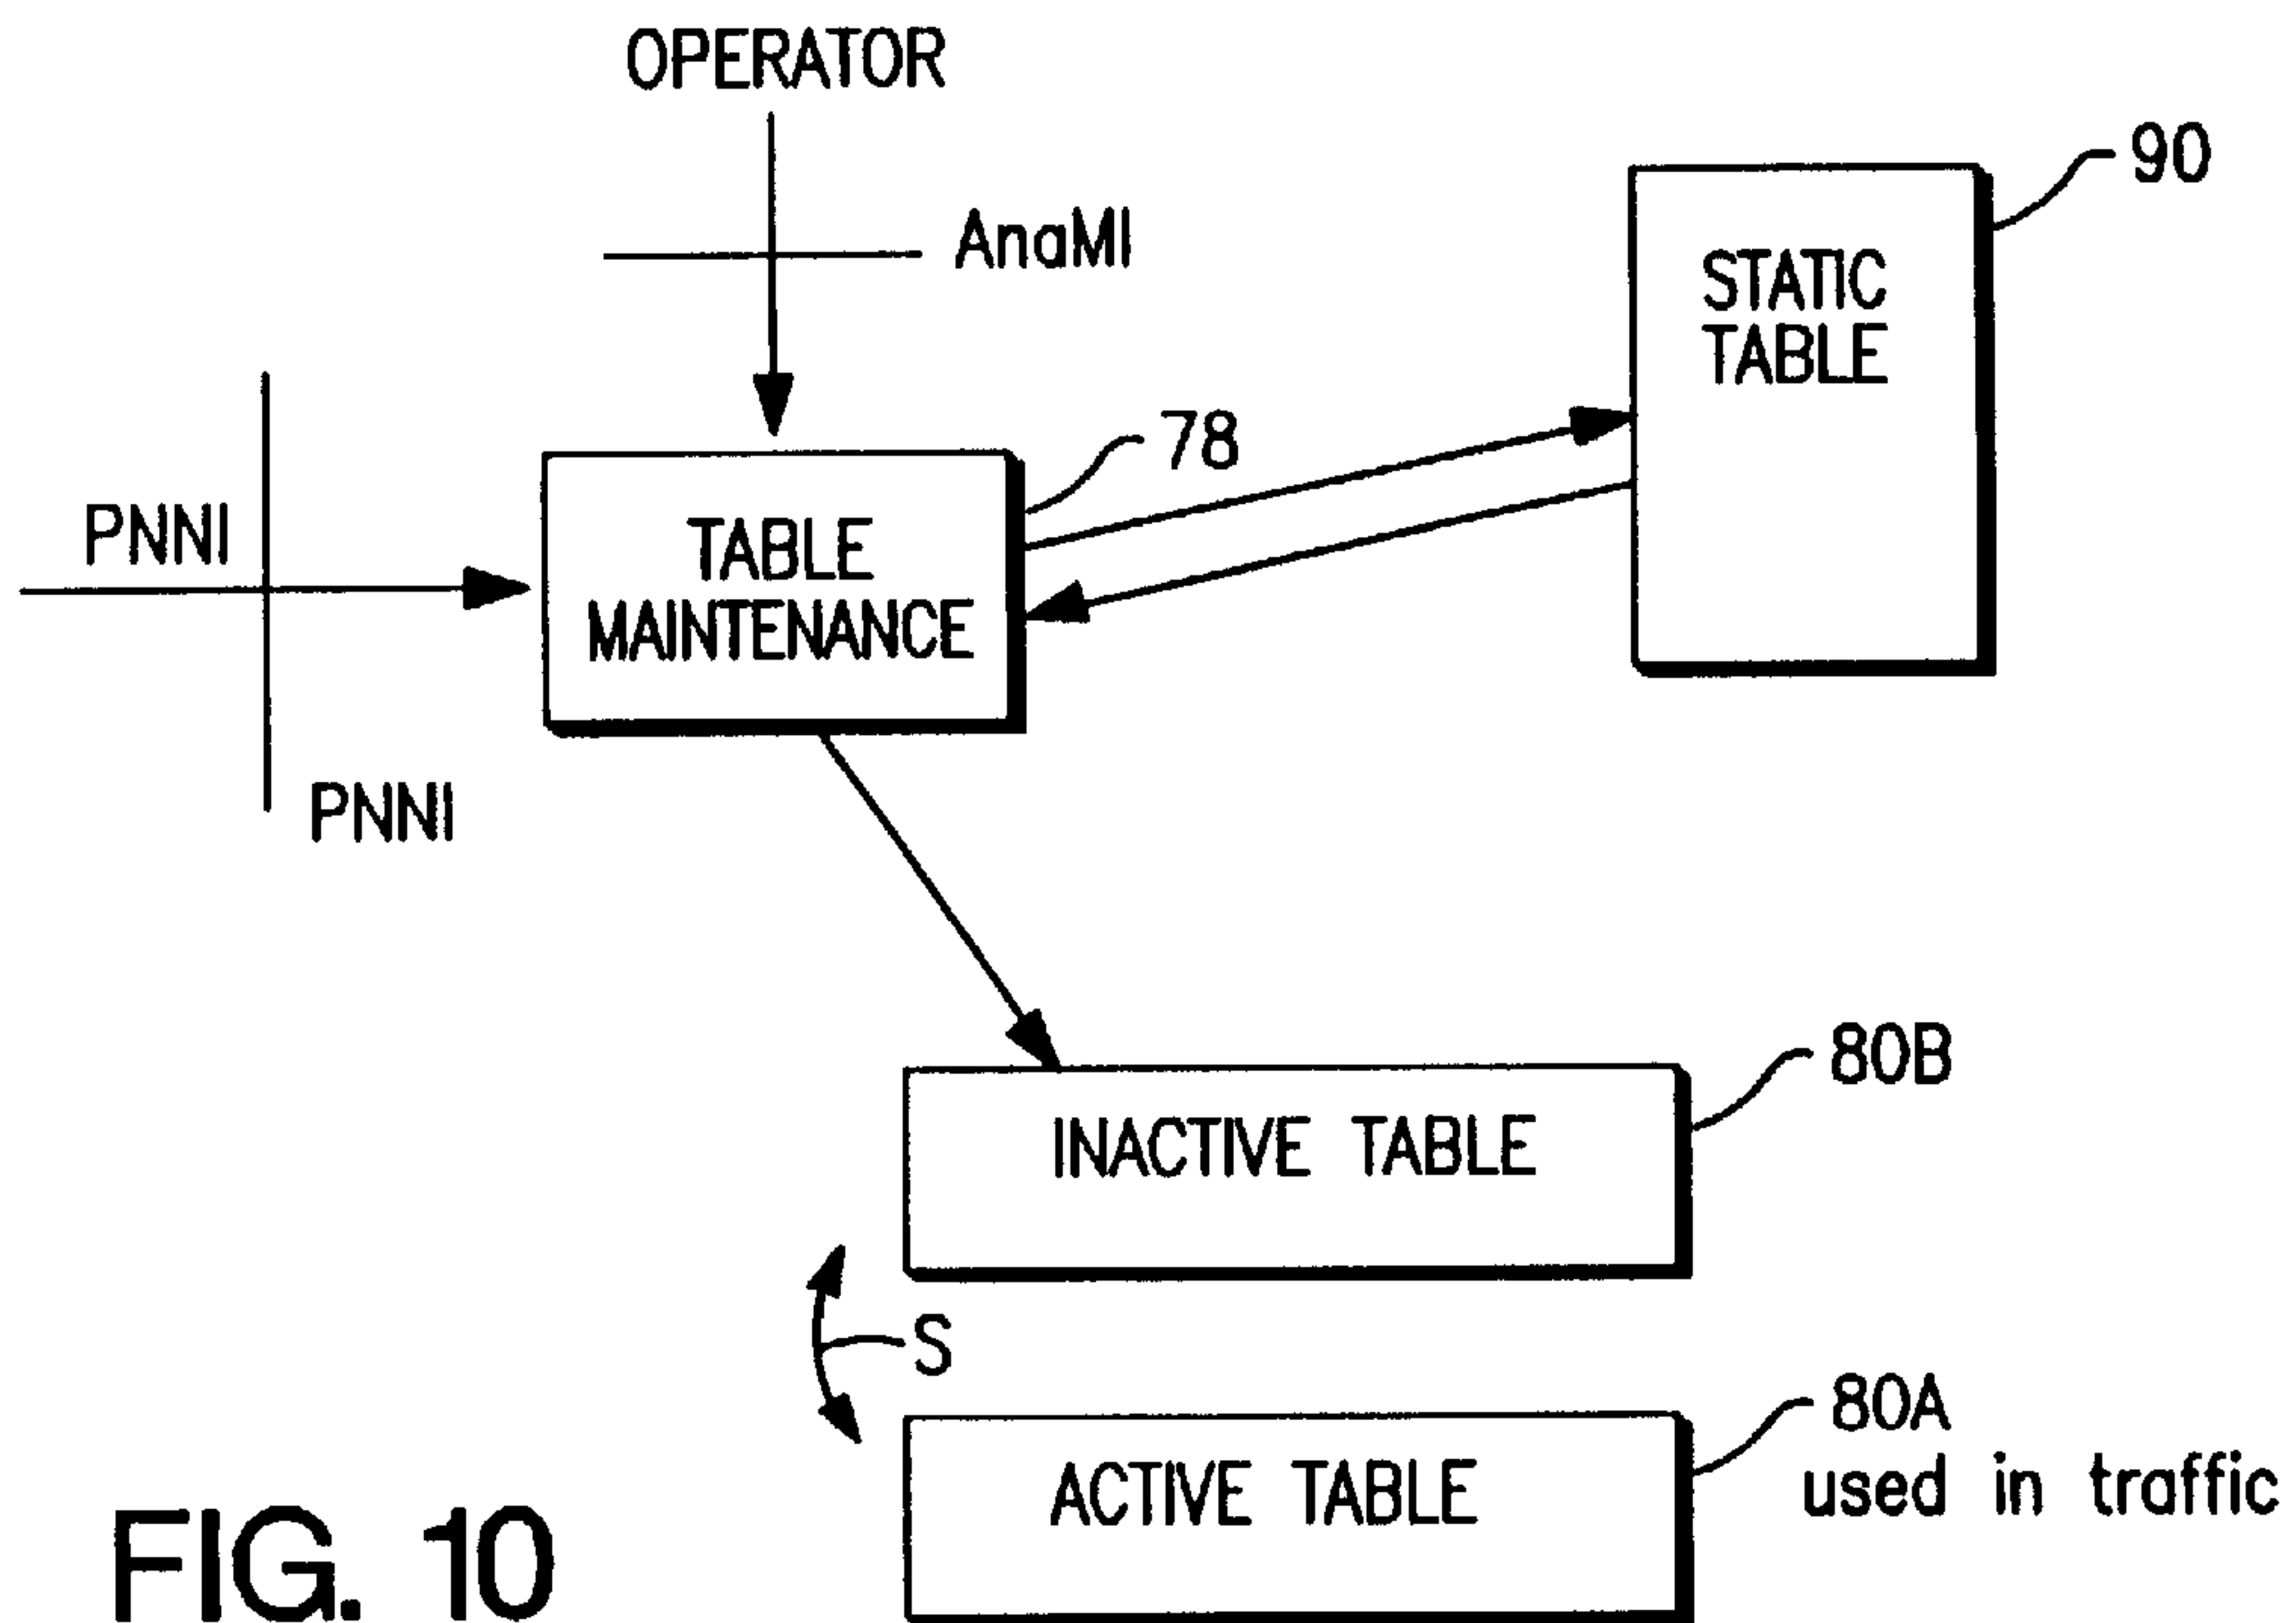 OPERATOR
AnaMI
90
STATIC
TABLE
78
PNNI
TABLE
MAINTENANCE
PNNI
80B
INACTIVE TABLE
S
80A
used in traffic
ACTIVE TABLE
FIG. 10